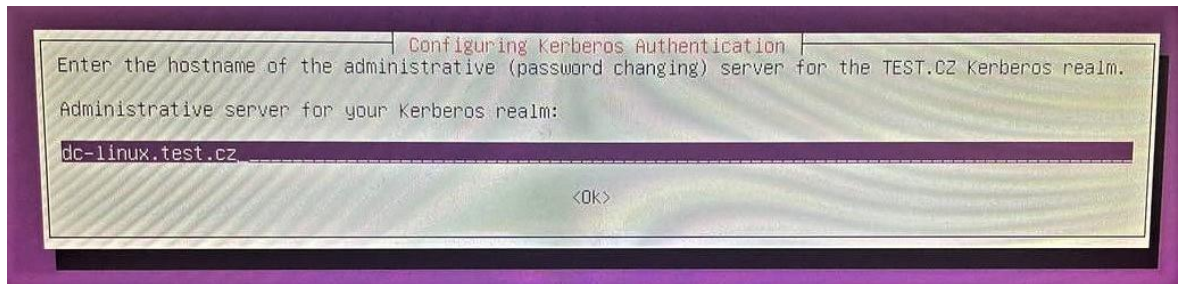 Configuring Kerberos Authentication
Enter the hostname of the administrative (password changing) server for the TEST.CZ Kerberos realm.
Administrative server for your Kerberos realm:
dc-linux.test.cz
<Ok>